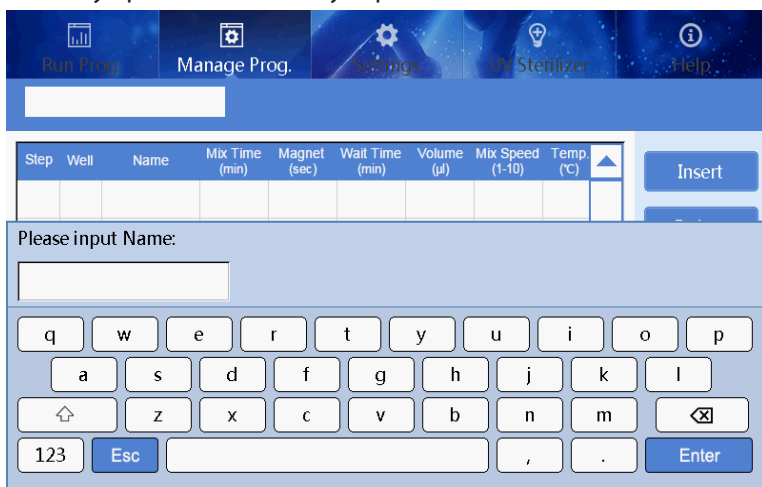 Run Prog. Manage Prog. Settings UV Sterilizer Help
Step Well Name Mix Time (min) Magnet (sec) Wait Time (min) Volume (μl) Mix Speed (1-10) Temp. (℃)
Insert
Please input Name:
q w e r t y u i o p
a s d f g h j k l
z x c v b n m
123 Esc , . Enter